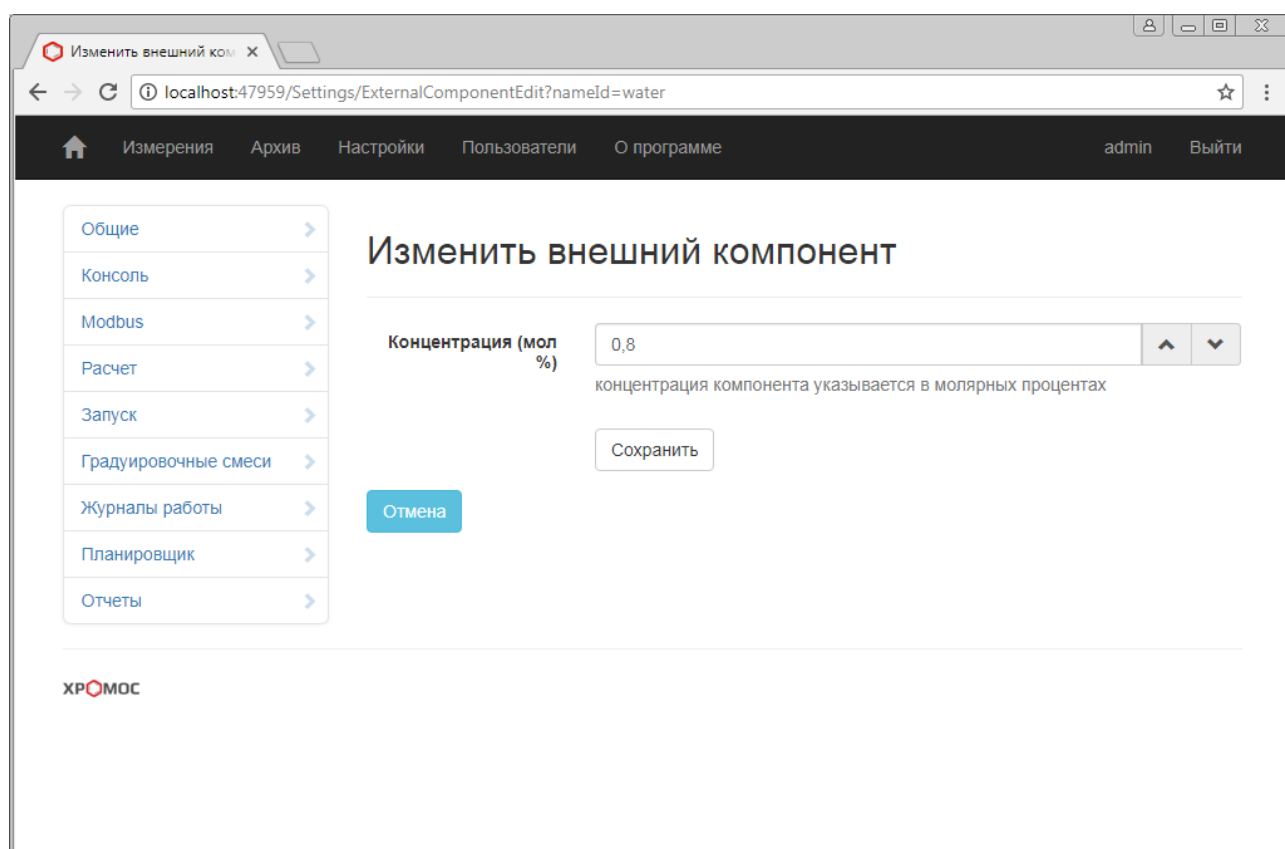 Изменить внешний ком
localhost:47959/Settings/ExternalComponentEdit?nameId=water
Измерения Архив Настройки Пользователи О программе admin Выйти
Общие
Консоль
Modbus
Расчет
Запуск
Градуировочные смеси
Журналы работы
Планировщик
Отчеты
Изменить внешний компонент
Концентрация (мол
%)
0,8
концентрация компонента указывается в молярных процентах
Сохранить
Отмена
ХРОМОС